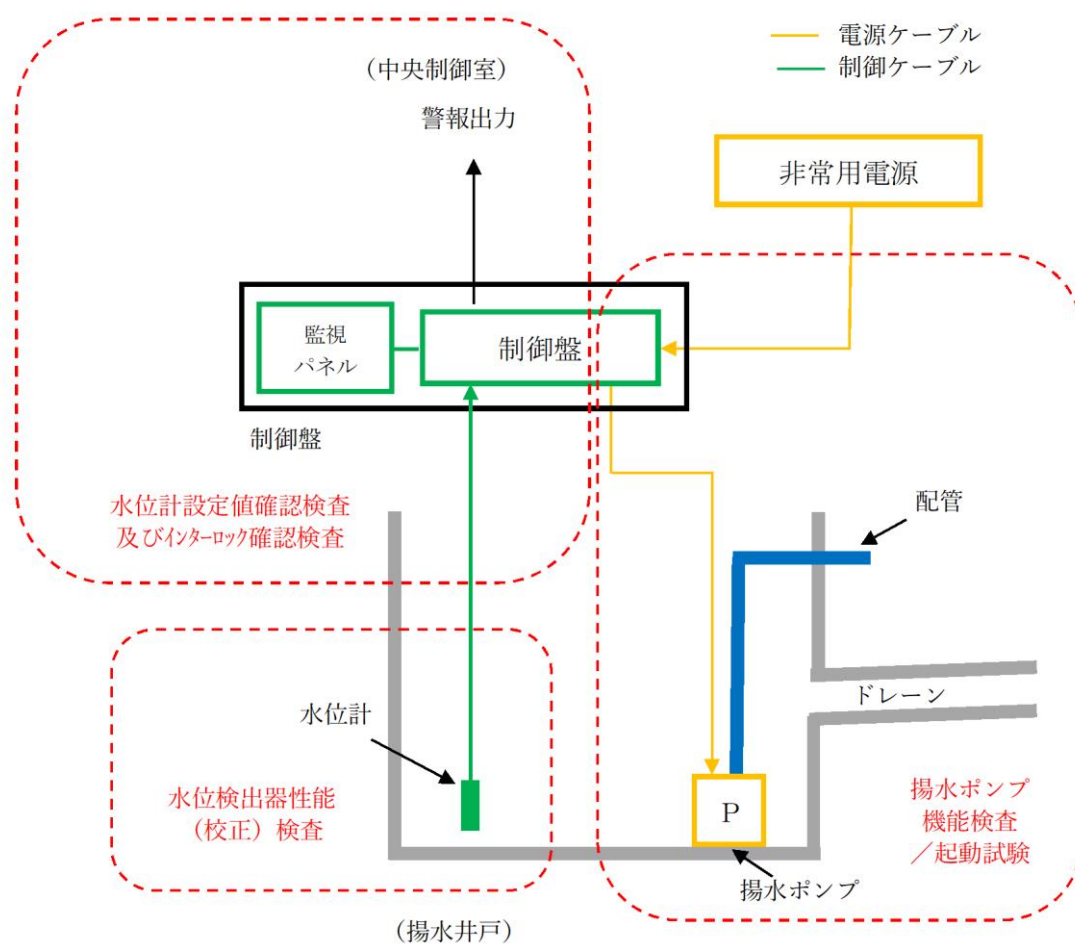 電源ケーブル
制御ケーブル
（中央制御室）
警報出力
非常用電源
監視
パネル
制御盤
制御盤
水位計設定値確認検査
及びインターロック確認検査
配管
ドレーン
水位計
水位検出器性能
（校正）検査
P
揚水ポンプ
機能検査
／起動試験
揚水ポンプ
（揚水井戸）